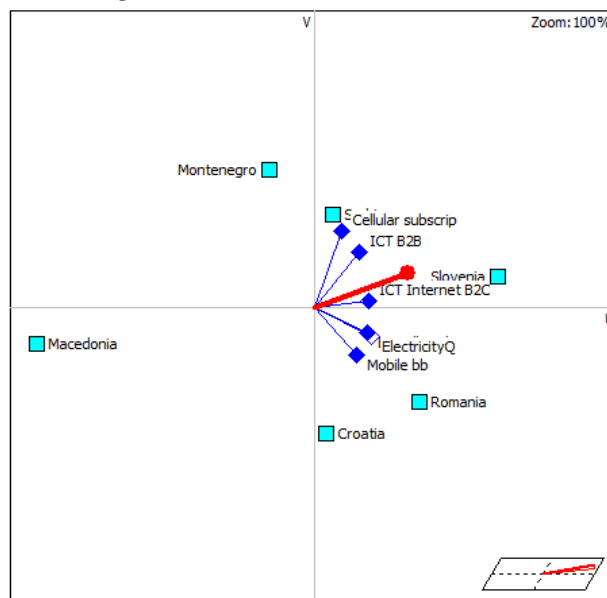 V
Zoom:100%
Montenegro
Cellular subscrip
ICT B2B
Slovenia
ICT Internet B2C
Macedonia
ElectricityQ
Mobile bb
Romania
Croatia